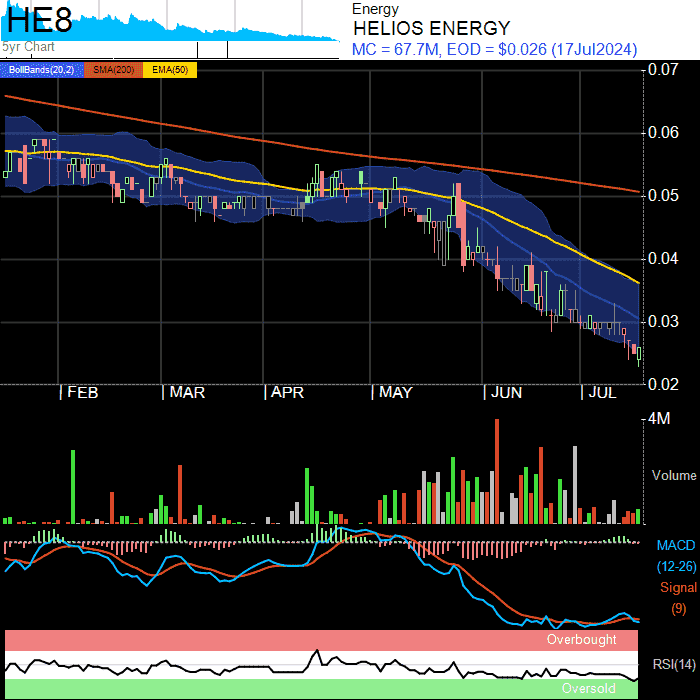 HE8
5yr Chart
Energy
HELIOS ENERGY
MC = 67.7M, EOD = $0.026 (17Jul2024)
BollBands(20,2) SMA(200) EMA(50)
0.07
0.06
0.05
0.04
0.03
0.02
FEB MAR APR MAY JUN JUL
4M
Volume
MACD
(12-26)
Signal
(9)
Overbought
RSI(14)
Oversold